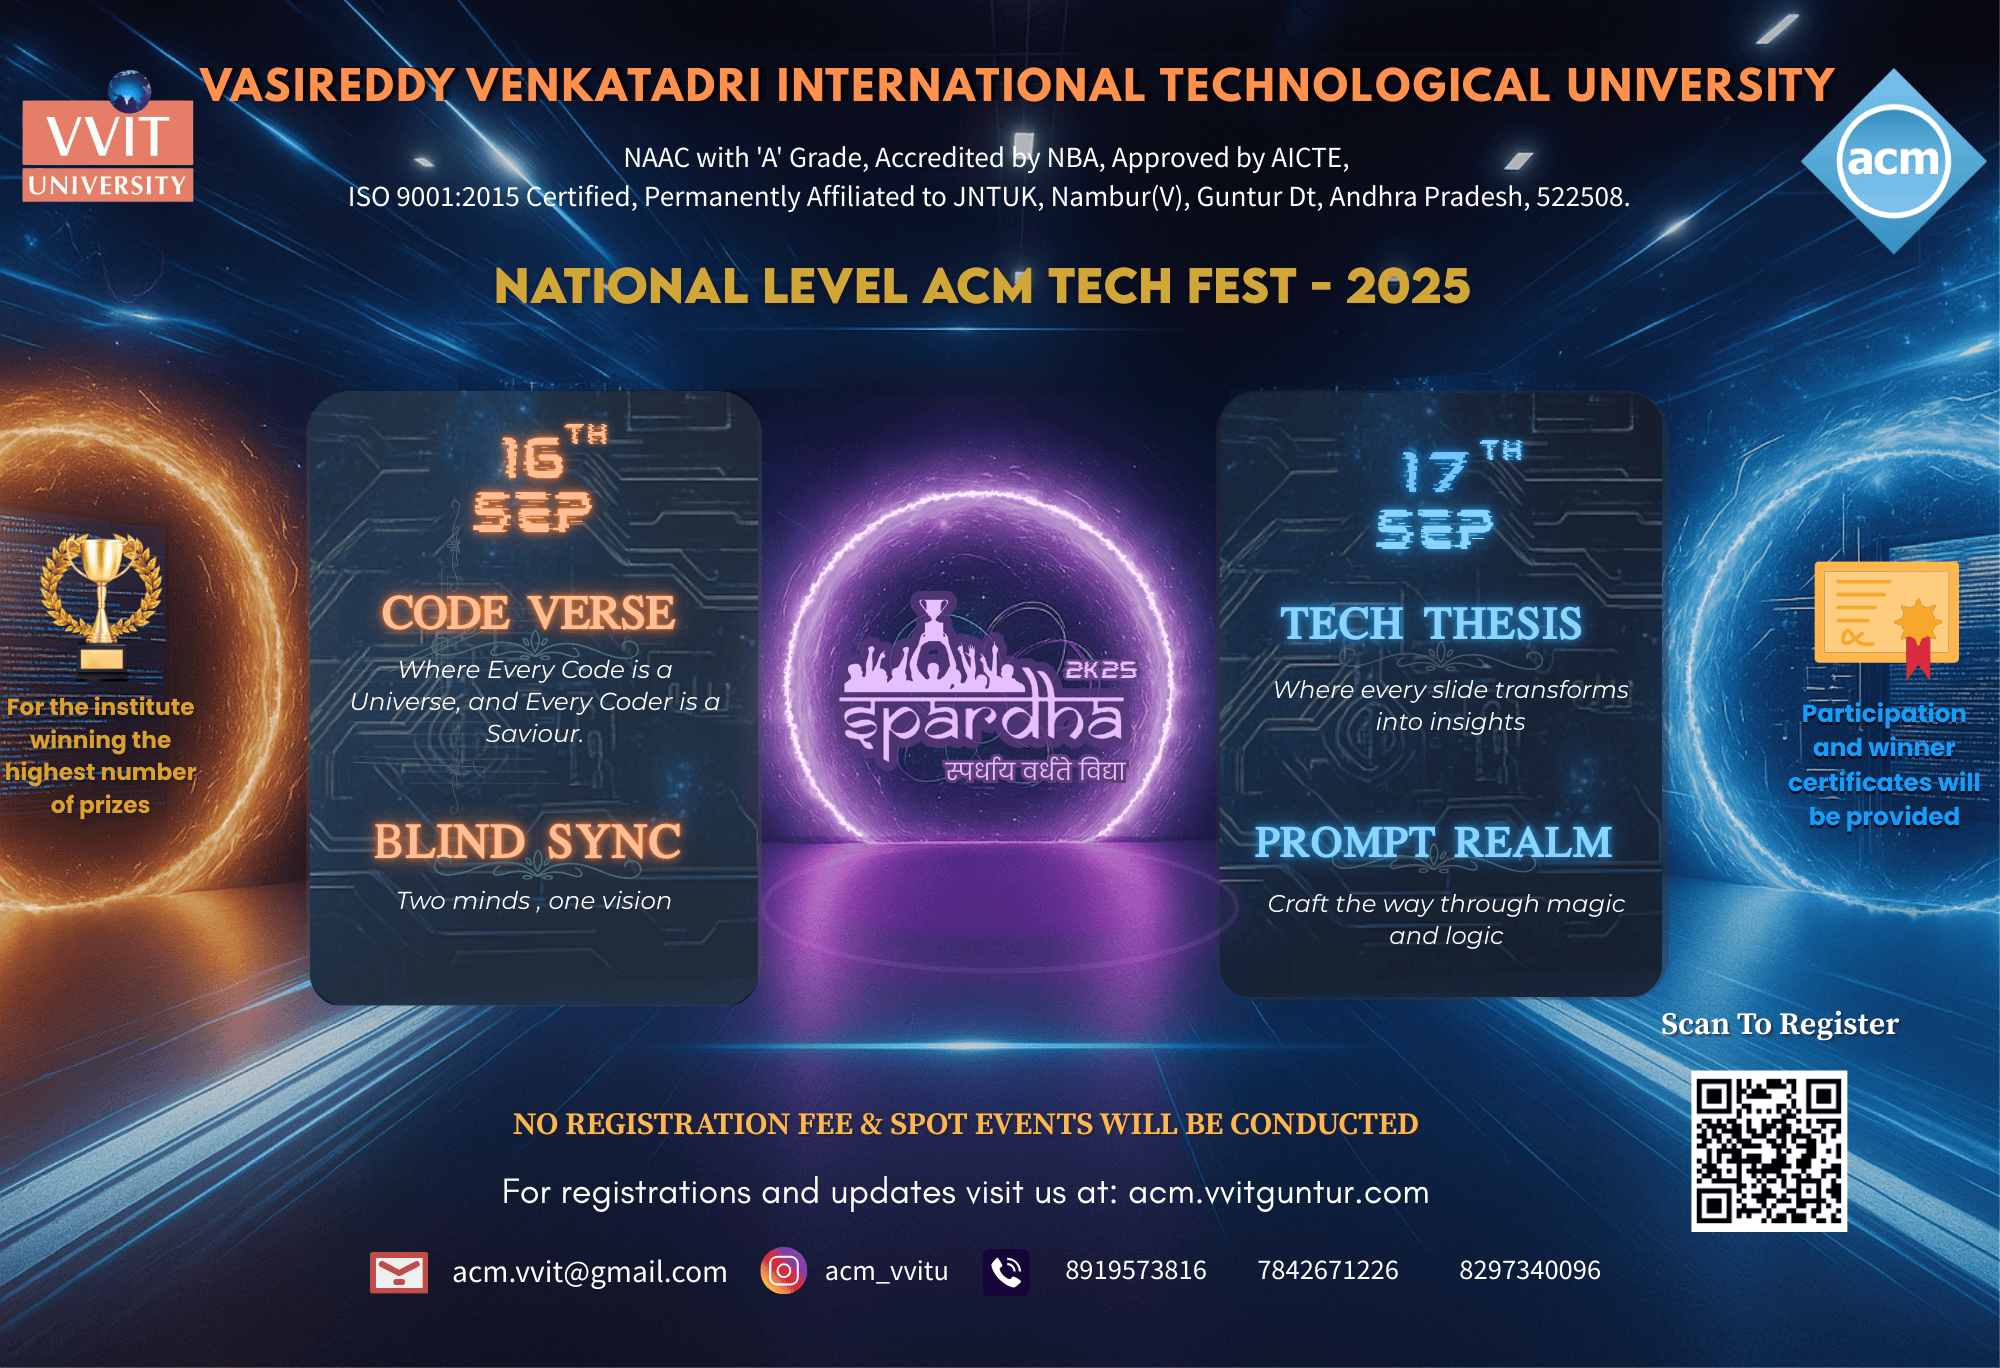 VASIREDDY VENKATADRI INTERNATIONAL TECHNOLOGICAL UNIVERSITY
VVIT
UNIVERSITY
acm
NAAC with 'A' Grade, Accredited by NBA, Approved by AICTE,
ISO 9001:2015 Certified, Permanently Affiliated to JNTUK, Nambur(V), Guntur Dt, Andhra Pradesh, 522508.
NATIONAL LEVEL ACM TECH FEST - 2025
For the institute
winning the
highest number
of prizes
16TH
SEP
CODE VERSE
Where Every Code is a
Universe, and Every Coder is a
Saviour.
BLIND SYNC
Two minds , one vision
2K25
spardha
स्पर्धाय वर्धते विद्या
17TH
SEP
TECH THESIS
Where every slide transforms
into insights
PROMPT REALM
Craft the way through magic
and logic
Participation
and winner
certificates will
be provided
Scan To Register
NO REGISTRATION FEE & SPOT EVENTS WILL BE CONDUCTED
For registrations and updates visit us at: acm.vvitguntur.com
acm.vvit@gmail.com acm_vvitu 8919573816 7842671226 8297340096